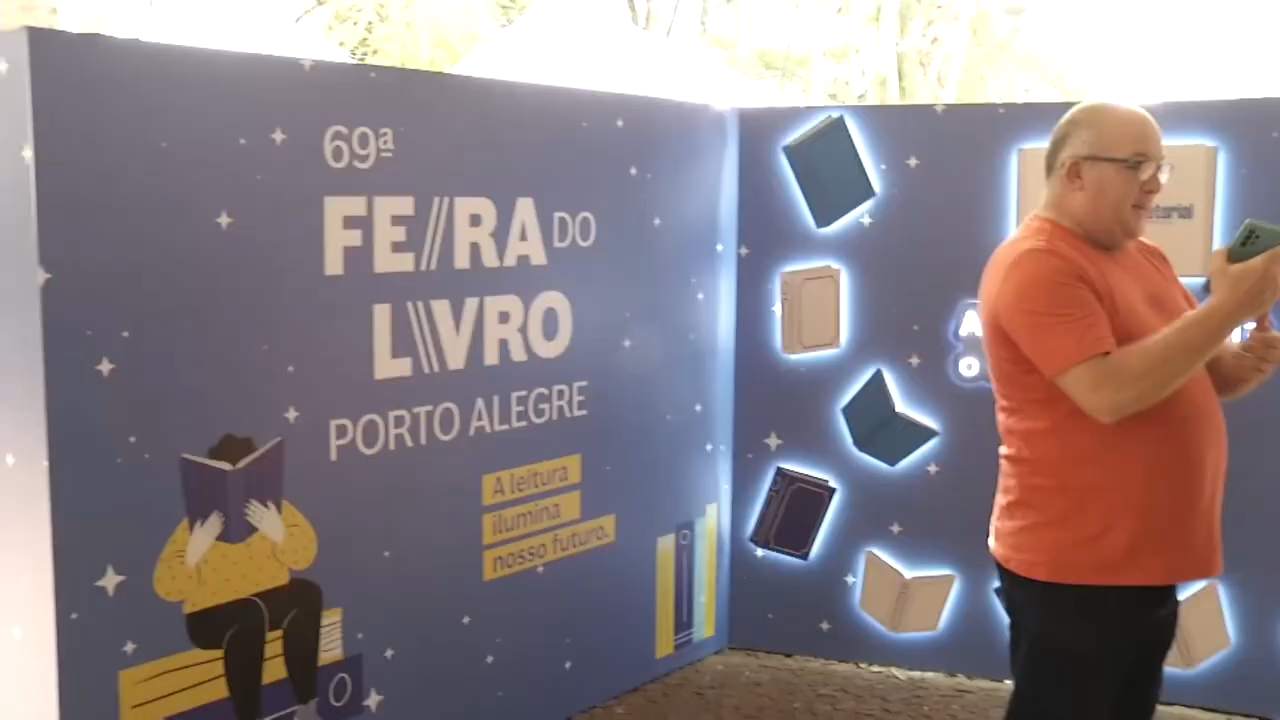 69ª
FEIRA DO
LIVRO
PORTO ALEGRE
A leitura
ilumina
nosso futuro.